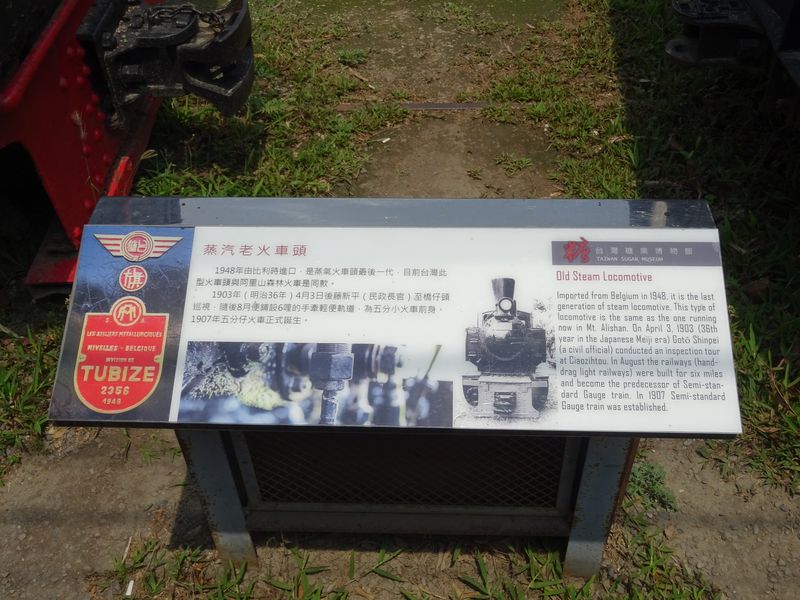 旗
LES ATELIERS METALLURGIQUES
NIVELLES - BELGIQUE
DIVISION DE
TUBIZE
2356
1948
蒸汽老火車頭
1948年由比利時進口，是蒸氣火車頭最後一代，目前台灣此
型火車頭與阿里山森林火車是同款。
1903年（明治36年）4月3日後藤新平（民政長官）至橋仔頭
巡視，隨後8月便鋪設6哩的手牽輕便軌道，為五分小火車前身。
1907年五分仔火車正式誕生。
糖 台灣糖業博物館
TAIWAN SUGAR MUSEUM
Old Steam Locomotive
Imported from Belgium in 1948, it is the last
generation of steam locomotive. This type of
locomotive is the same as the one running
now in Mt. Alishan. On April 3, 1903 (36th
year in the Japanese Meiji era) Gotō Shinpei
(a civil official) conducted an inspection tour
at Ciaozihtou. In August the railways (hand-
drag light railways) were built for six miles
and become the predecessor of Semi-stan-
dard Gauge train. In 1907 Semi-standard
Gauge train was established.